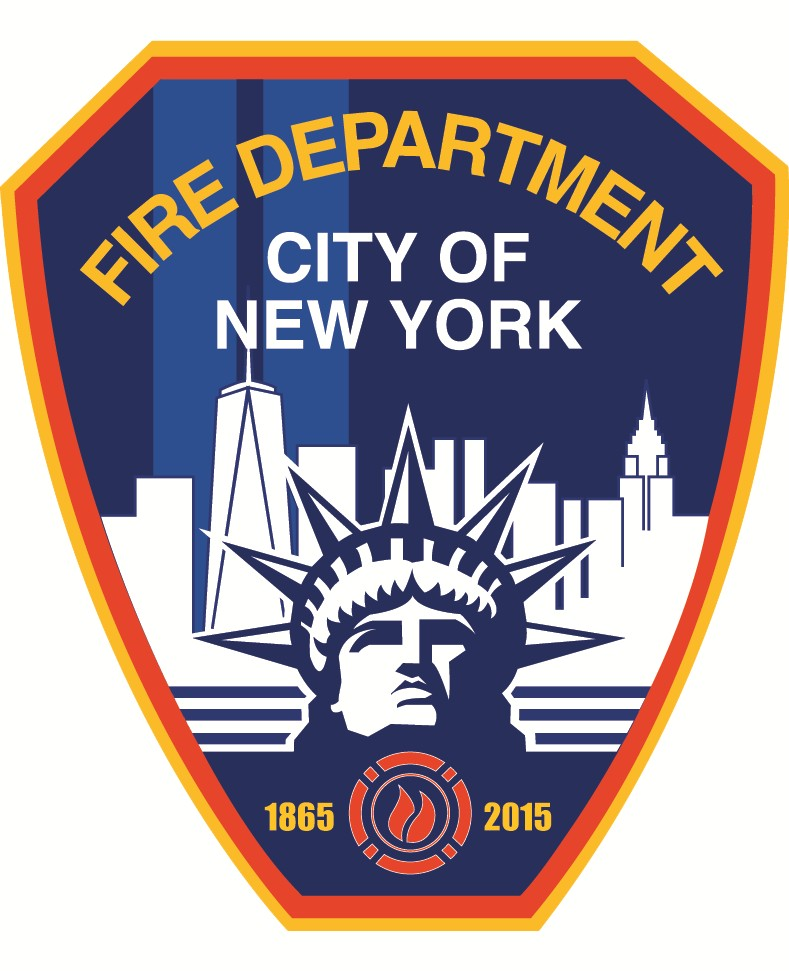 FIRE DEPARTMENT
CITY OF
NEW YORK
1865 2015